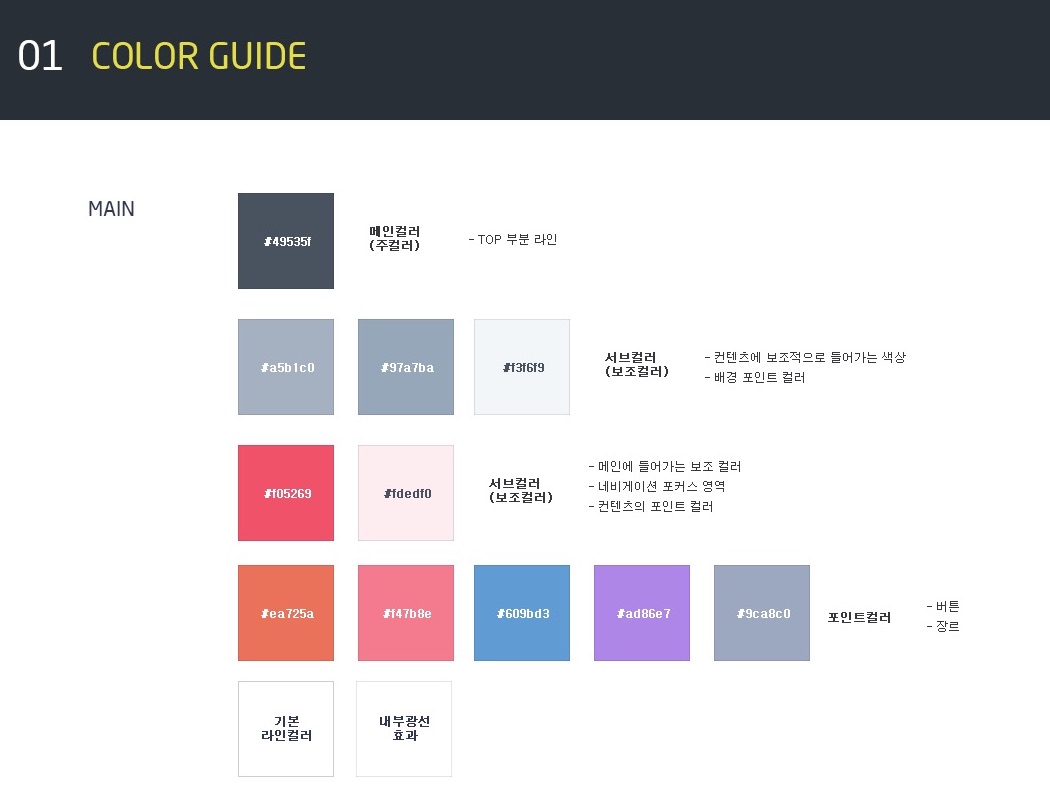 01 COLOR GUIDE
MAIN
#49535f
메인컬러
(주컬러)
- TOP 부분 라인
#a5b1c0
#97a7ba
#f3f6f9
서브컬러
(보조컬러)
- 컨텐츠에 보조적으로 들어가는 색상
- 배경 포인트 컬러
#f05269
#fdedf0
서브컬러
(보조컬러)
- 메인에 들어가는 보조 컬러
- 네비게이션 포커스 영역
- 컨텐츠의 포인트 컬러
#ea725a
#f47b8e
#609bd3
#ad86e7
#9ca8c0
포인트컬러
- 버튼
- 장르
기본
라인컬러
내부광선
효과